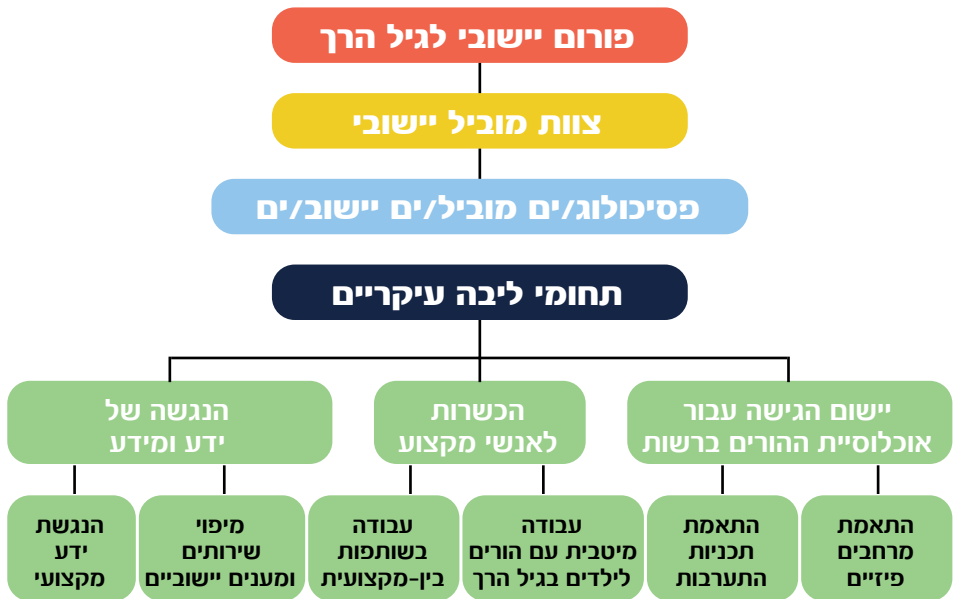 פורום יישובי לגיל הרך
צוות מוביל יישובי
פסיכולוג/ים מוביל/ים יישוב/ים
תחומי ליבה עיקריים
יישום הגישה עבור
אוכלוסיית ההורים ברשות
הכשרות
לאנשי מקצוע
הנגשה של
ידע ומידע
התאמת
מרחבים
פיזיים
התאמת
תכניות
התערבות
עבודה
מיטבית עם הורים
לילדים בגיל הרך
עבודה
בשותפות
בין-מקצועית
מיפוי
שירותים
ומענים יישוביים
הנגשת
ידע
מקצועי